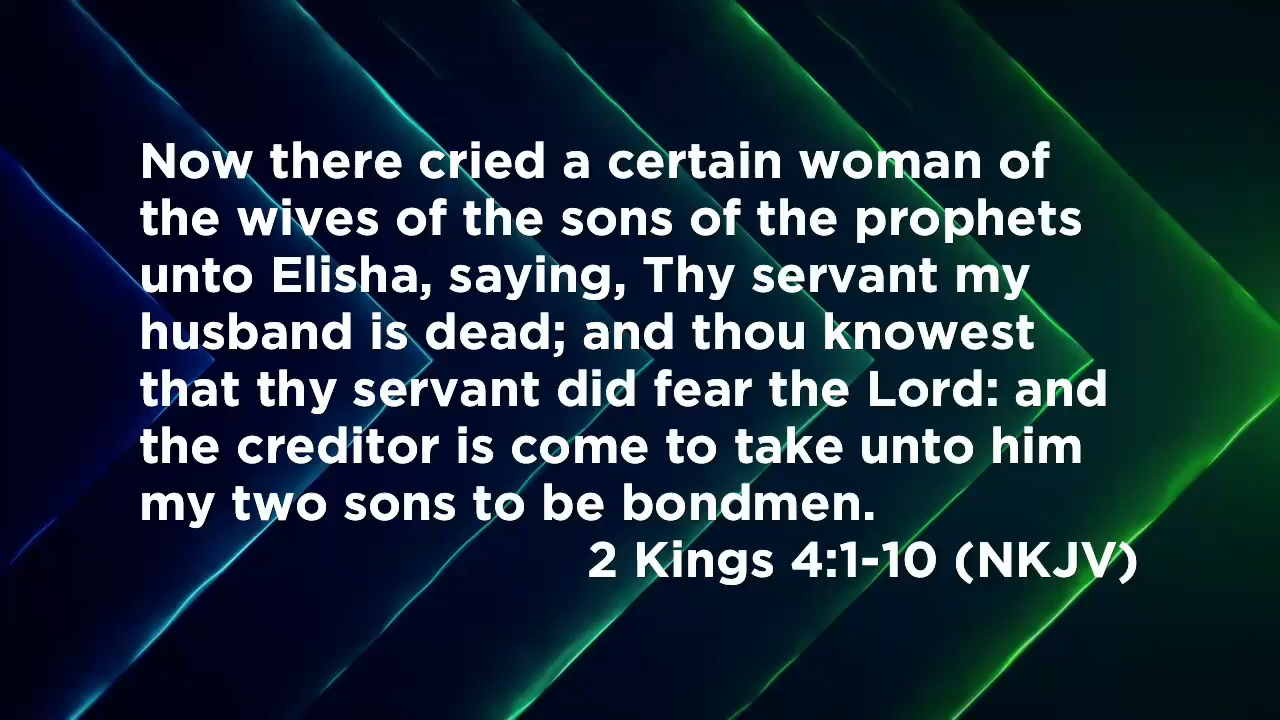 Now there cried a certain woman of
the wives of the sons of the prophets
unto Elisha, saying, Thy servant my
husband is dead; and thou knowest
that thy servant did fear the Lord: and
the creditor is come to take unto him
my two sons to be bondmen.
2 Kings 4:1-10 (NKJV)